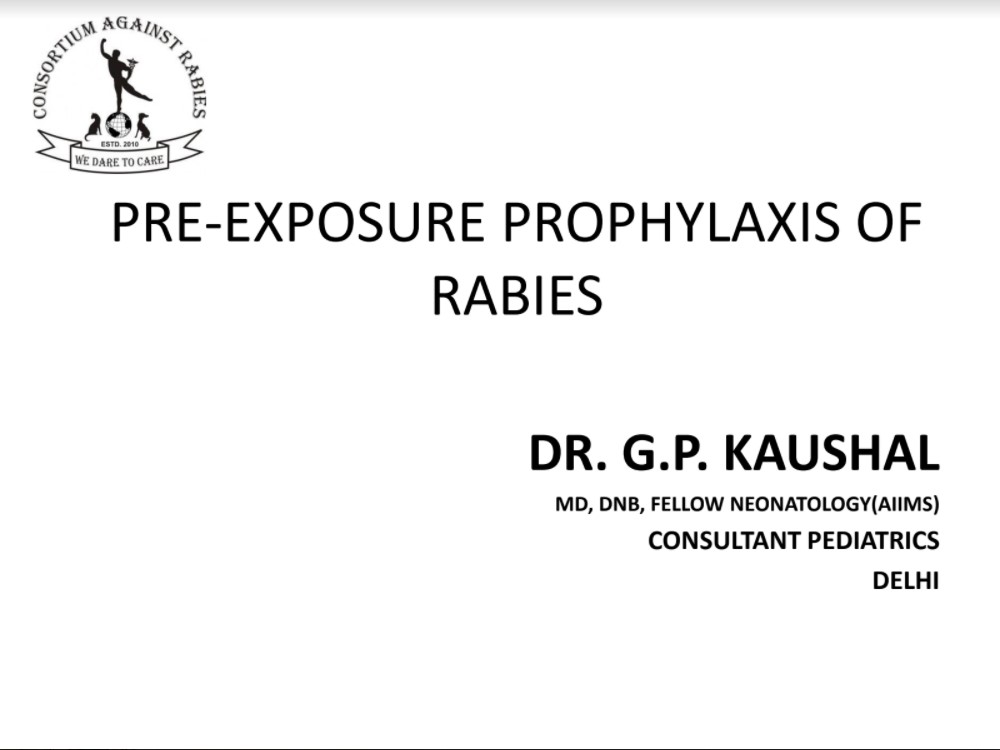 CONSORTIUM AGAINST RABIES
ESTD. 2010
WE DARE TO CARE
PRE-EXPOSURE PROPHYLAXIS OF
RABIES
DR. G.P. KAUSHAL
MD, DNB, FELLOW NEONATOLOGY(AIIMS)
CONSULTANT PEDIATRICS
DELHI